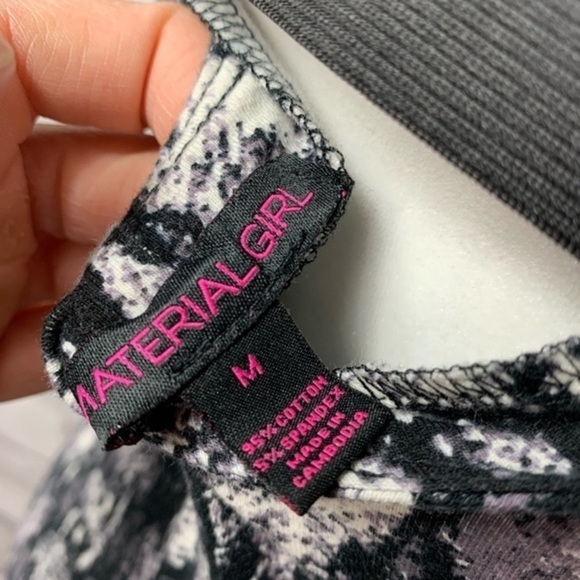 MATERIAL GIRL
M
95% COTTON
5% SPANDEX
MADE IN
CAMBODIA